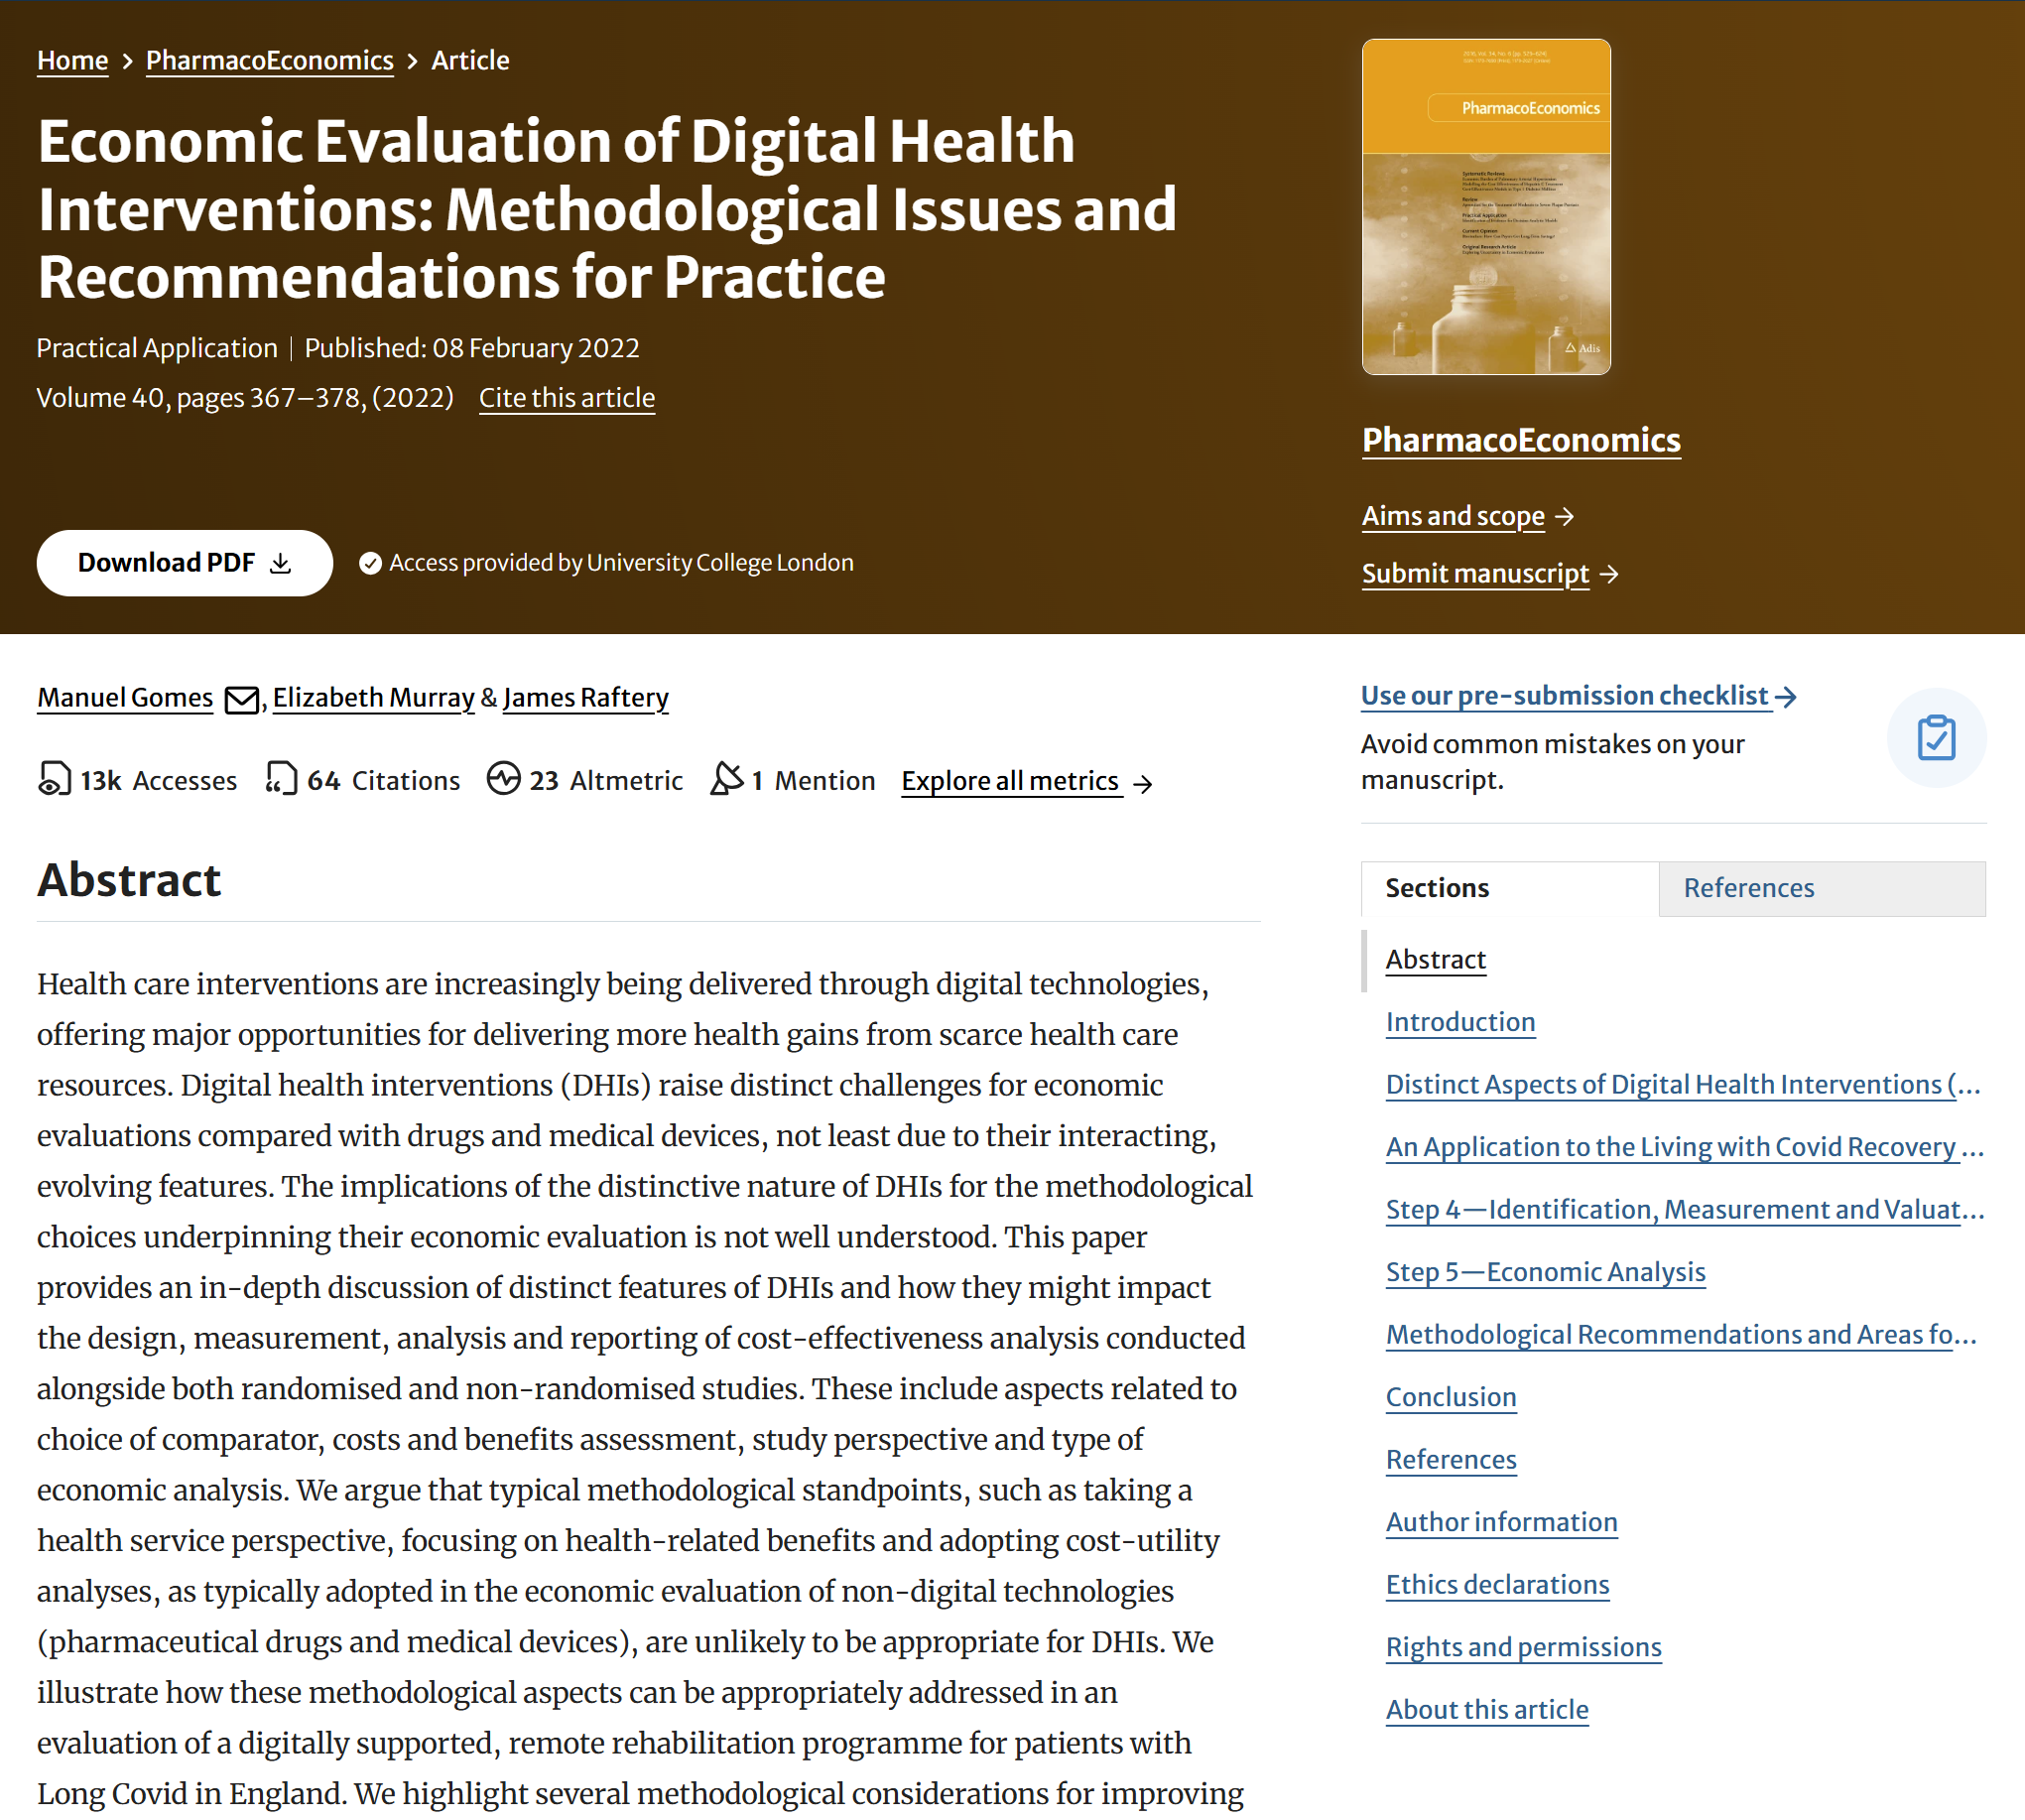 Home > PharmacoEconomics > Article
Economic Evaluation of Digital Health
Interventions: Methodological Issues and
Recommendations for Practice
Practical Application | Published: 08 February 2022
Volume 40, pages 367–378, (2022) Cite this article
Download PDF
Access provided by University College London
PharmacoEconomics
Systematic Reviews
Review
Practical Application
Current Opinion
Original Research Article
Adis
PharmacoEconomics
Aims and scope →
Submit manuscript →
Manuel Gomes, Elizabeth Murray & James Raftery
13k Accesses 64 Citations 23 Altmetric 1 Mention Explore all metrics →
Abstract
Health care interventions are increasingly being delivered through digital technologies,
offering major opportunities for delivering more health gains from scarce health care
resources. Digital health interventions (DHIs) raise distinct challenges for economic
evaluations compared with drugs and medical devices, not least due to their interacting,
evolving features. The implications of the distinctive nature of DHIs for the methodological
choices underpinning their economic evaluation is not well understood. This paper
provides an in-depth discussion of distinct features of DHIs and how they might impact
the design, measurement, analysis and reporting of cost-effectiveness analysis conducted
alongside both randomised and non-randomised studies. These include aspects related to
choice of comparator, costs and benefits assessment, study perspective and type of
economic analysis. We argue that typical methodological standpoints, such as taking a
health service perspective, focusing on health-related benefits and adopting cost-utility
analyses, as typically adopted in the economic evaluation of non-digital technologies
(pharmaceutical drugs and medical devices), are unlikely to be appropriate for DHIs. We
illustrate how these methodological aspects can be appropriately addressed in an
evaluation of a digitally supported, remote rehabilitation programme for patients with
Long Covid in England. We highlight several methodological considerations for improving
Use our pre-submission checklist →
Avoid common mistakes on your
manuscript.
Sections References
Abstract
Introduction
Distinct Aspects of Digital Health Interventions (...
An Application to the Living with Covid Recovery ...
Step 4—Identification, Measurement and Valuat...
Step 5—Economic Analysis
Methodological Recommendations and Areas fo...
Conclusion
References
Author information
Ethics declarations
Rights and permissions
About this article